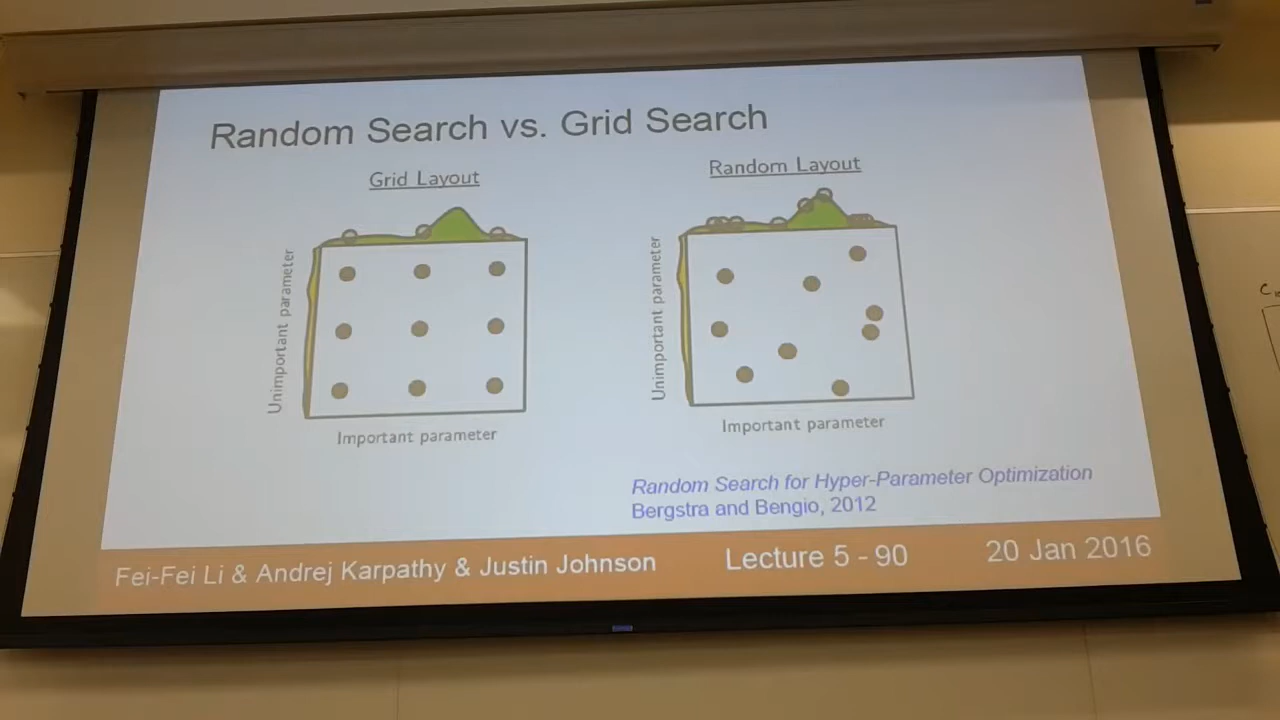 Random Search vs. Grid Search
Grid Layout
Unimportant parameter
Important parameter
Random Layout
Unimportant parameter
Important parameter
Random Search for Hyper-Parameter Optimization
Bergstra and Bengio, 2012
Fei-Fei Li & Andrej Karpathy & Justin Johnson
Lecture 5 - 90
20 Jan 2016